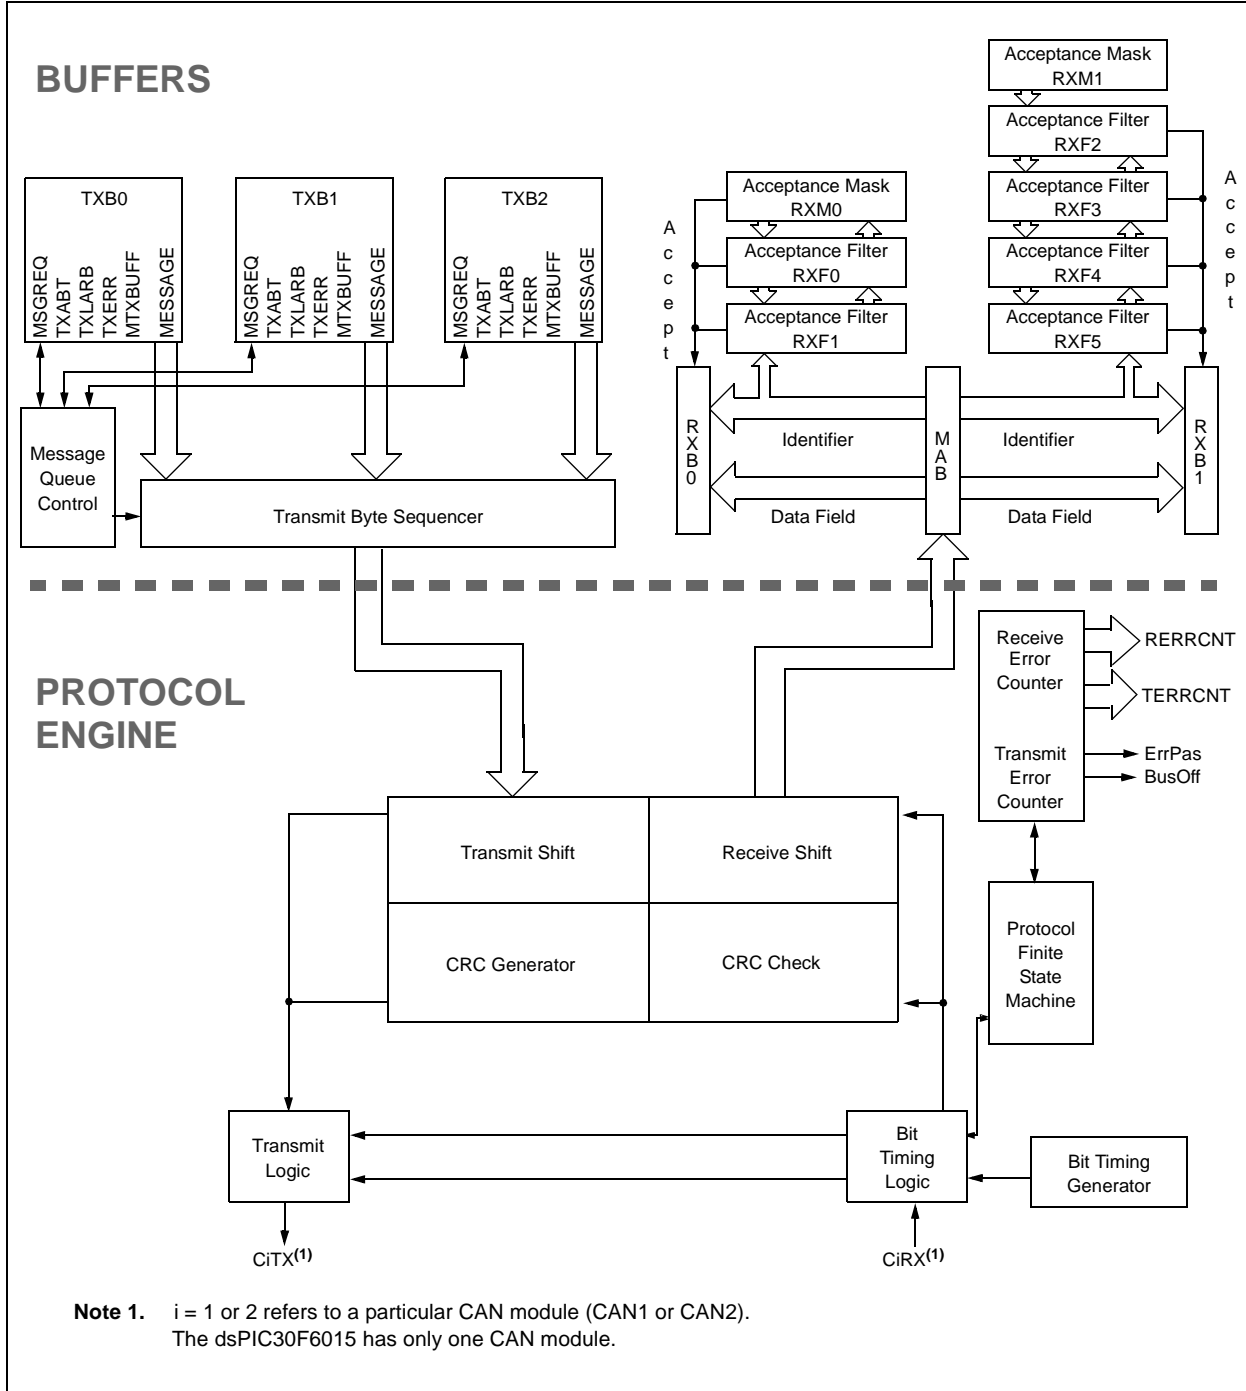 BUFFERS
TXB0
MSGREQ
TXABT
TXLARB
TXERR
MTXBUFF
MESSAGE
TXB1
MSGREQ
TXABT
TXLARB
TXERR
MTXBUFF
MESSAGE
TXB2
MSGREQ
TXABT
TXLARB
TXERR
MTXBUFF
MESSAGE
Message
Queue
Control
Transmit Byte Sequencer
Accept
Acceptance Mask
RXM0
Acceptance Filter
RXF0
Acceptance Filter
RXF1
Acceptance Mask
RXM1
Acceptance Filter
RXF2
Acceptance Filter
RXF3
Acceptance Filter
RXF4
Acceptance Filter
RXF5
Accept
RXB0
Identifier
Data Field
MAB
Identifier
Data Field
RXB1
PROTOCOL
ENGINE
Receive
Error
Counter
Transmit
Error
Counter
RERRCNT
TERRCNT
ErrPas
BusOff
Transmit Shift
Receive Shift
CRC Generator
CRC Check
Protocol
Finite
State
Machine
Transmit
Logic
Bit
Timing
Logic
Bit Timing
Generator
CiTX(1)
CiRX(1)
Note 1. i = 1 or 2 refers to a particular CAN module (CAN1 or CAN2).
The dsPIC30F6015 has only one CAN module.